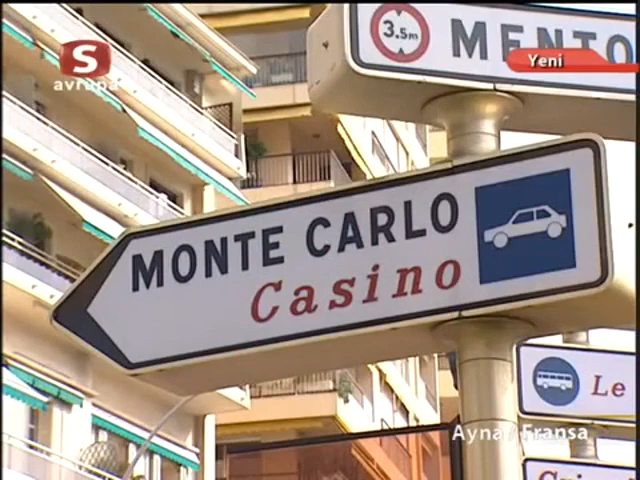 S
avrupa
3.5m
MENTO
Yeni
MONTE CARLO
Casino
Le
Ayna / Fransa